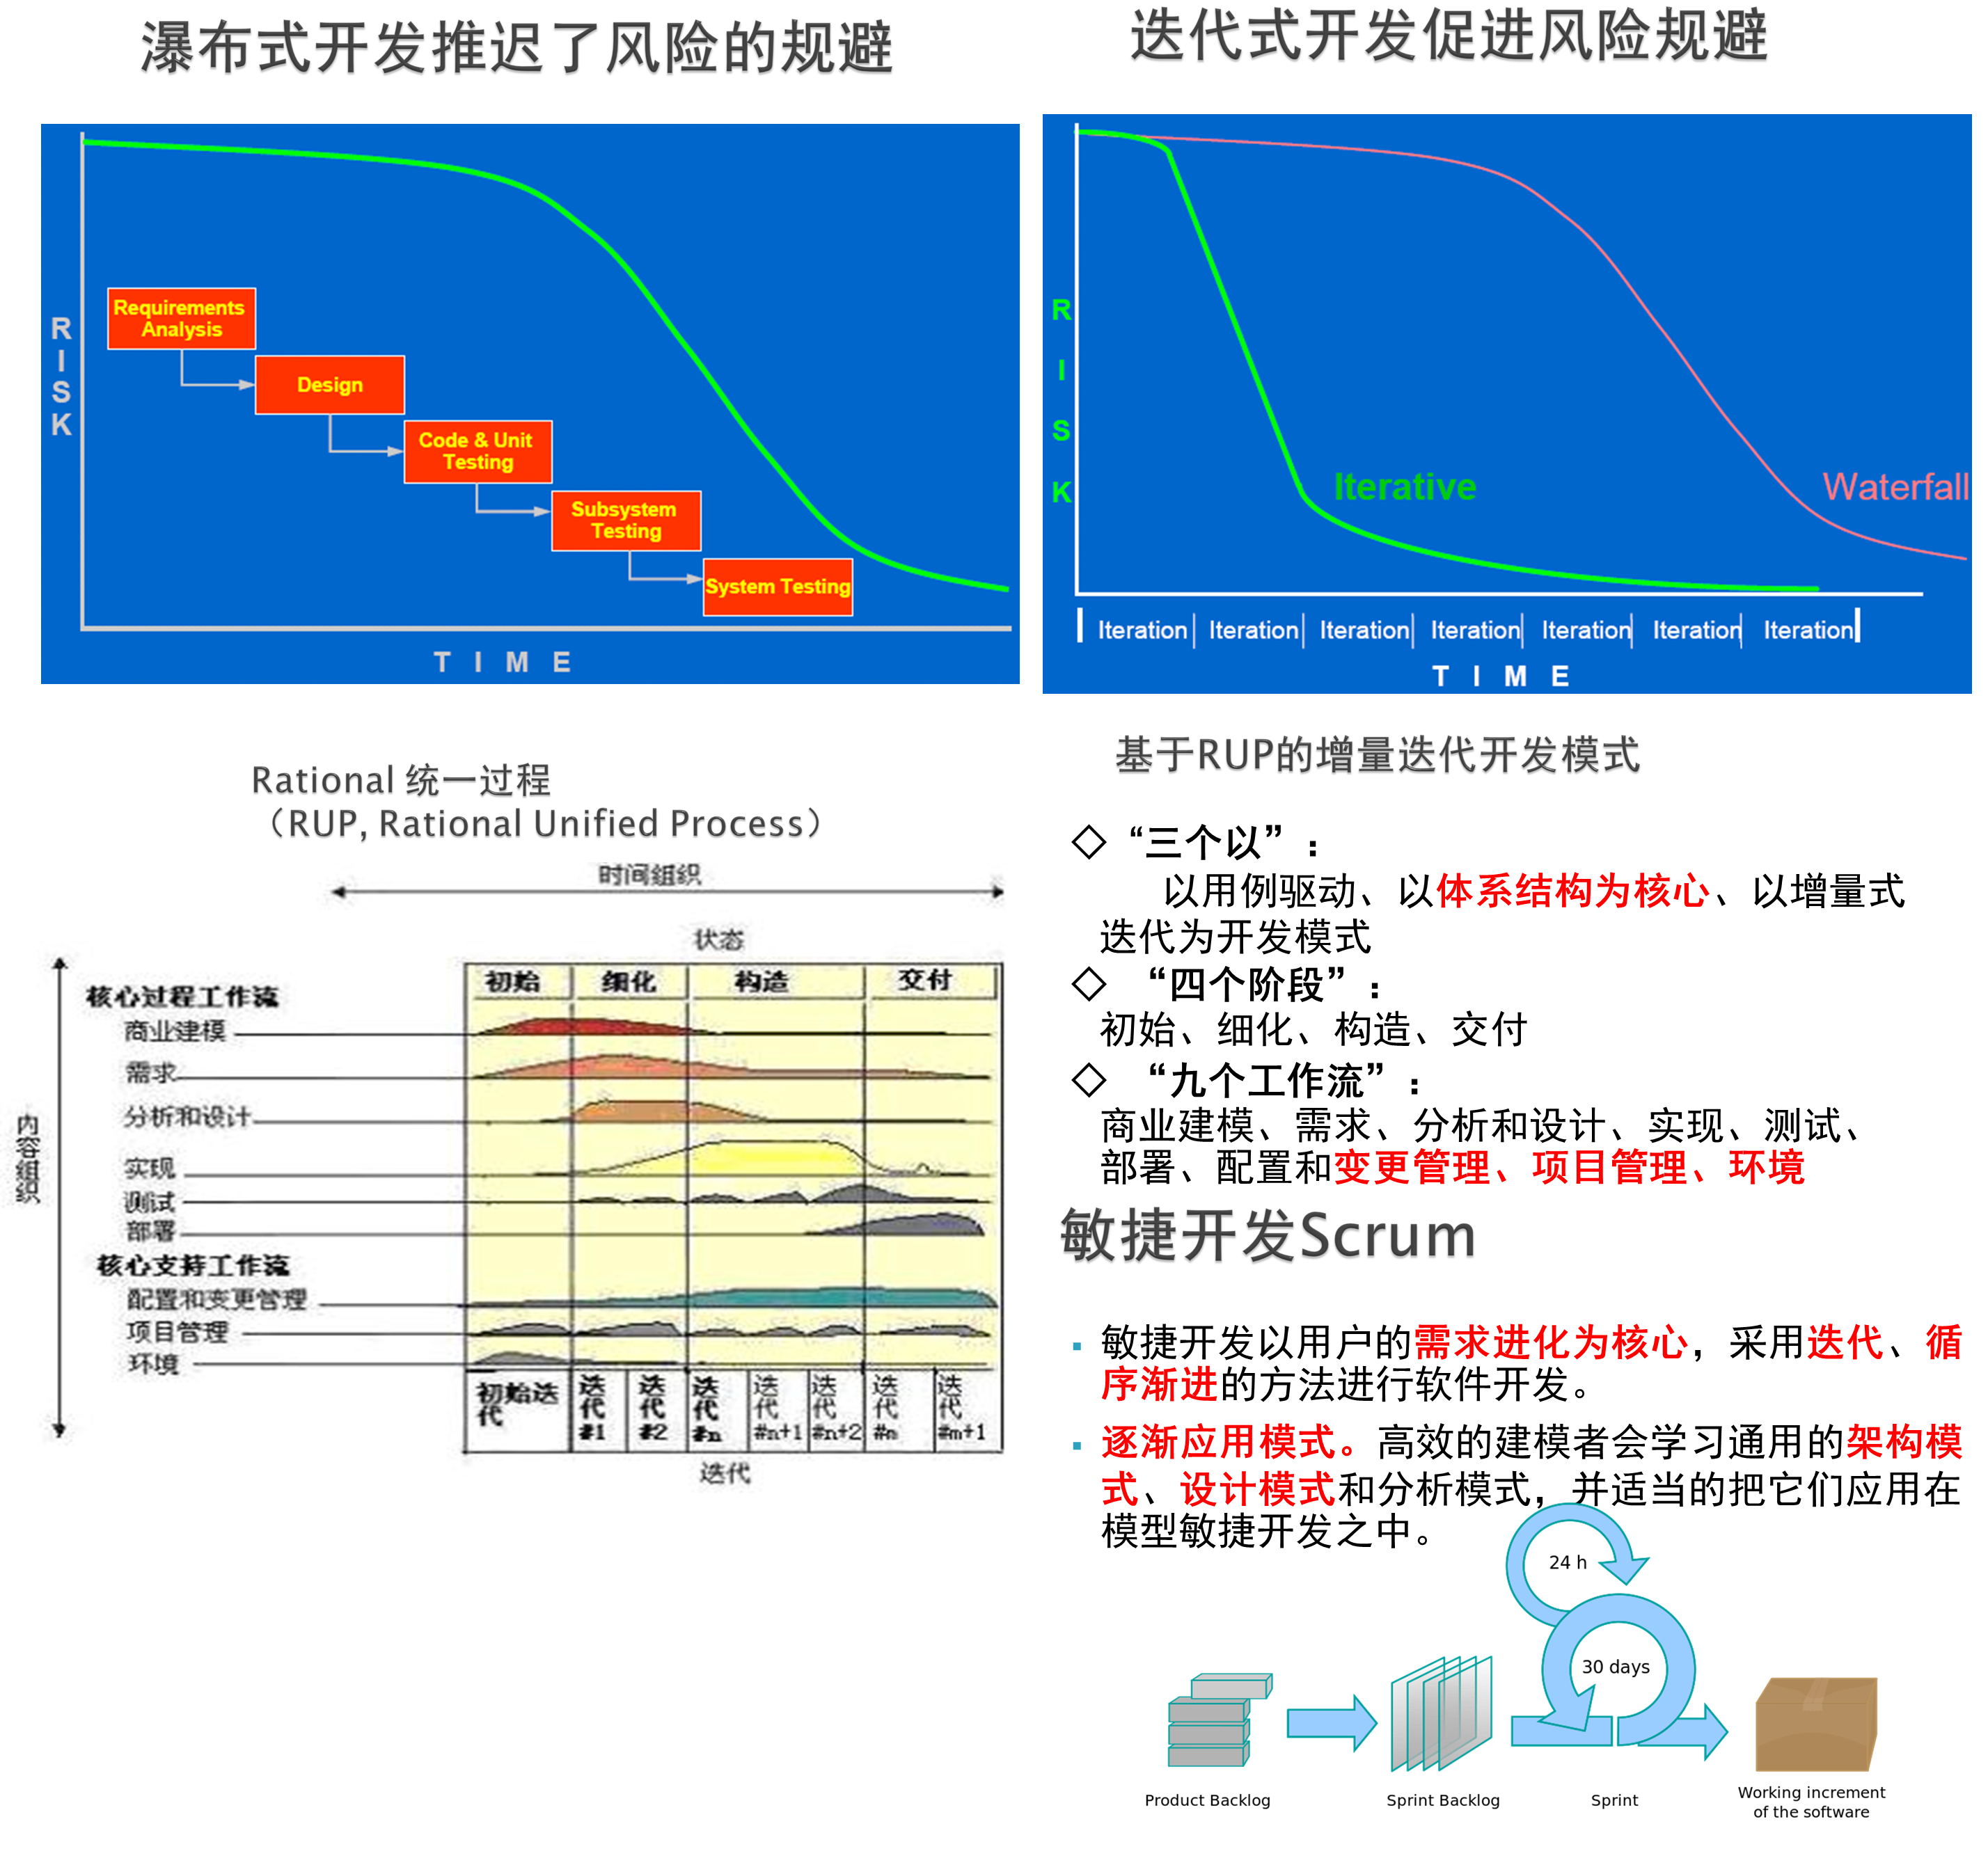 瀑布式开发推迟了风险的规避
RISK
Requirements
Analysis
Design
Code & Unit
Testing
Subsystem
Testing
System Testing
TIME
迭代式开发促进风险规避
RISK
Iterative
Waterfall
Iteration Iteration Iteration Iteration Iteration Iteration Iteration
TIME
Rational 统一过程
（RUP, Rational Unified Process）
时间组织
状态
初始 细化 构造 交付
内容组织
核心过程工作流
商业建模
需求
分析和设计
实现
测试
部署
核心支持工作流
配置和变更管理
项目管理
环境
初始迭代 迭代#1 迭代#2 迭代#n 迭代#n+1 迭代#n+2 迭代#m 迭代#m+1
迭代
基于RUP的增量迭代开发模式
◇ “三个以”：
以用例驱动、以体系结构为核心、以增量式
迭代为开发模式
◇ “四个阶段”：
初始、细化、构造、交付
◇ “九个工作流”：
商业建模、需求、分析和设计、实现、测试、
部署、配置和变更管理、项目管理、环境
敏捷开发Scrum
▪ 敏捷开发以用户的需求进化为核心，采用迭代、循
序渐进的方法进行软件开发。
▪ 逐渐应用模式。高效的建模者会学习通用的架构模
式、设计模式和分析模式，并适当的把它们应用在
模型敏捷开发之中。
24 h
30 days
Product Backlog
Sprint Backlog
Sprint
Working increment
of the software